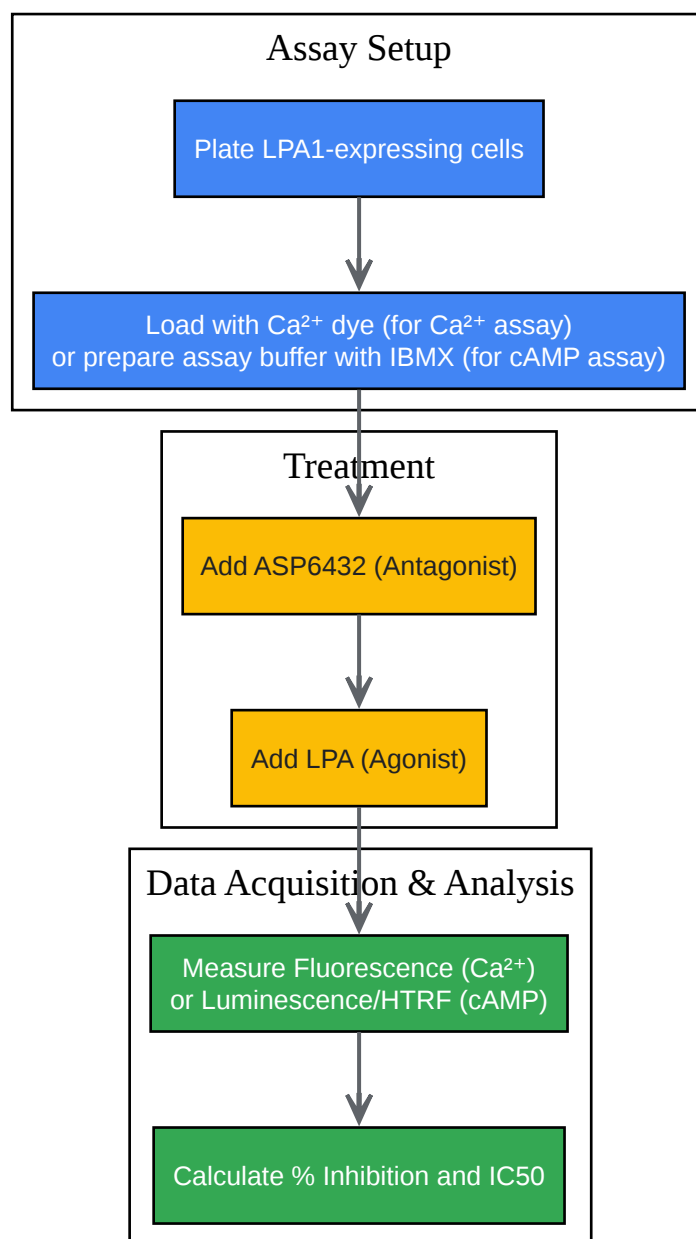 Assay Setup
Plate LPA1-expressing cells
Load with Ca²⁺ dye (for Ca²⁺ assay)
or prepare assay buffer with IBMX (for cAMP assay)
Treatment
Add ASP6432 (Antagonist)
Add LPA (Agonist)
Data Acquisition & Analysis
Measure Fluorescence (Ca²⁺)
or Luminescence/HTRF (cAMP)
Calculate % Inhibition and IC50